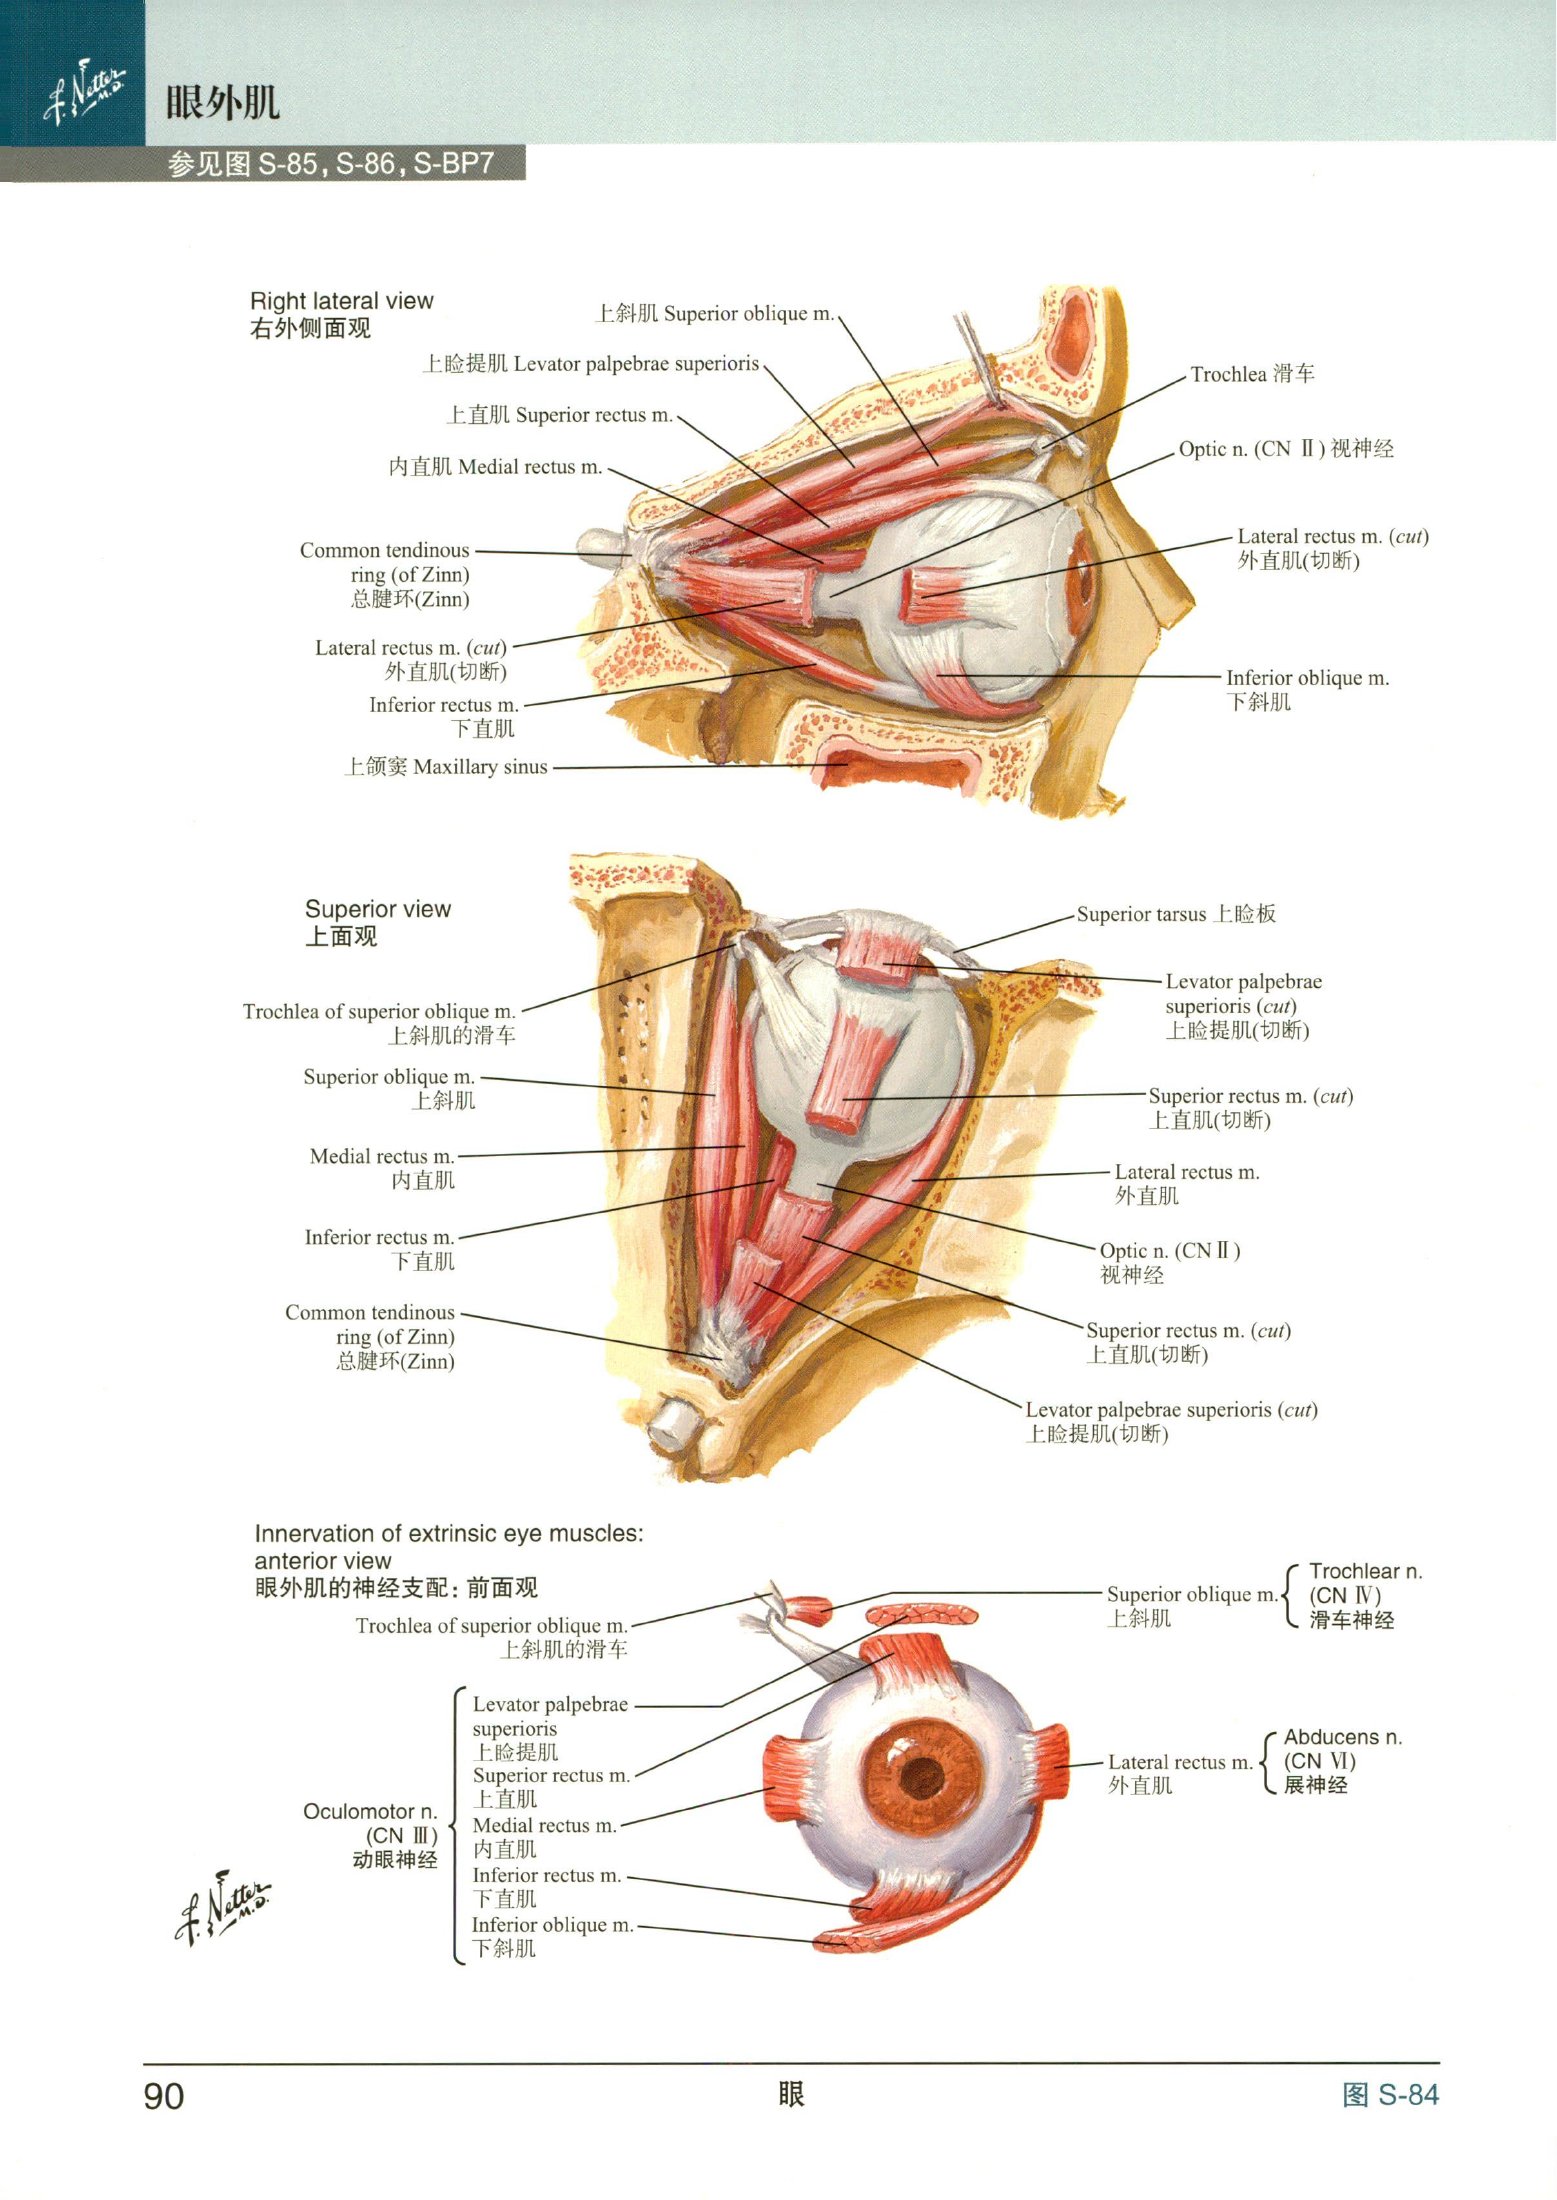 F. Netter M.D.
眼外肌
参见图 S-85, S-86, S-BP7
Right lateral view
右外侧面观
上斜肌 Superior oblique m.
上睑提肌 Levator palpebrae superioris
上直肌 Superior rectus m.
内直肌 Medial rectus m.
Common tendinous
ring (of Zinn)
总腱环(Zinn)
Lateral rectus m. (cut)
外直肌(切断)
Inferior rectus m.
下直肌
上颌窦 Maxillary sinus
Trochlea 滑车
Optic n. (CN Ⅱ) 视神经
Lateral rectus m. (cut)
外直肌(切断)
Inferior oblique m.
下斜肌
Superior view
上面观
Trochlea of superior oblique m.
上斜肌的滑车
Superior oblique m.
上斜肌
Medial rectus m.
内直肌
Inferior rectus m.
下直肌
Common tendinous
ring (of Zinn)
总腱环(Zinn)
Superior tarsus 上睑板
Levator palpebrae
superioris (cut)
上睑提肌(切断)
Superior rectus m. (cut)
上直肌(切断)
Lateral rectus m.
外直肌
Optic n. (CN Ⅱ)
视神经
Superior rectus m. (cut)
上直肌(切断)
Levator palpebrae superioris (cut)
上睑提肌(切断)
Innervation of extrinsic eye muscles:
anterior view
眼外肌的神经支配: 前面观
Trochlea of superior oblique m.
上斜肌的滑车
Oculomotor n.
(CN Ⅲ)
动眼神经
Levator palpebrae
superioris
上睑提肌
Superior rectus m.
上直肌
Medial rectus m.
内直肌
Inferior rectus m.
下直肌
Inferior oblique m.
下斜肌
Superior oblique m.
上斜肌
Trochlear n.
(CN Ⅳ)
滑车神经
Lateral rectus m.
外直肌
Abducens n.
(CN Ⅵ)
展神经
F. Netter M.D.
90
眼
图 S-84